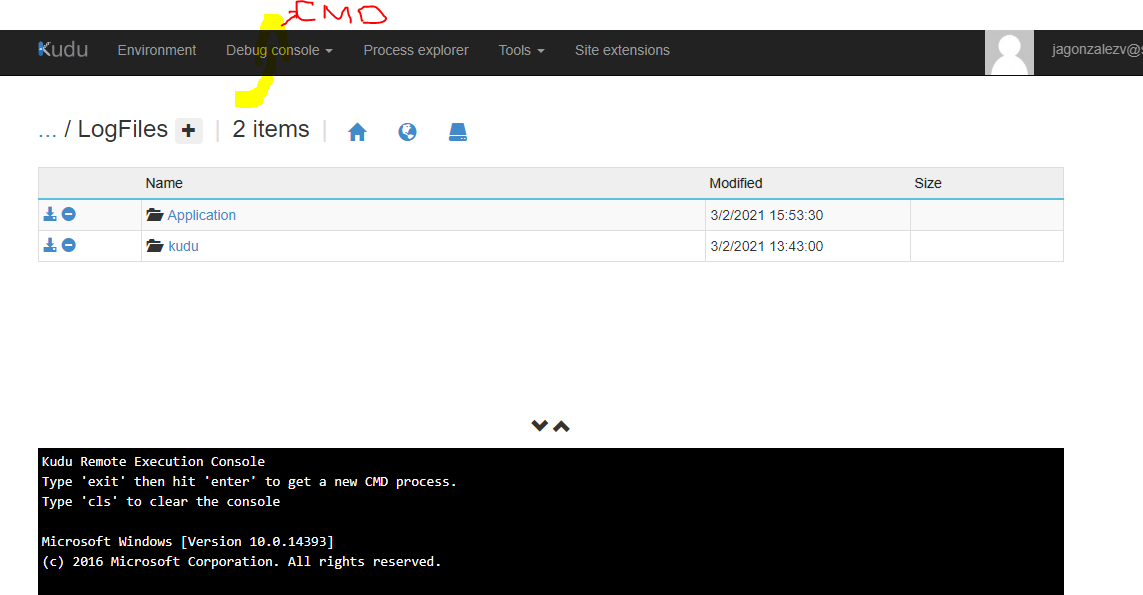 CMD
Kudu Environment Debug console Process explorer Tools Site extensions jagonzalezv@s
... / LogFiles 2 items
Name Modified Size
Application 3/2/2021 15:53:30
kudu 3/2/2021 13:43:00
Kudu Remote Execution Console
Type 'exit' then hit 'enter' to get a new CMD process.
Type 'cls' to clear the console
Microsoft Windows [Version 10.0.14393]
(c) 2016 Microsoft Corporation. All rights reserved.